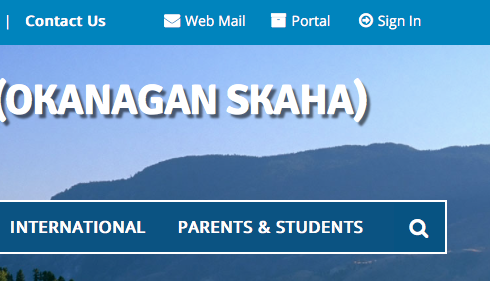 | Contact Us Web Mail Portal Sign In
(OKANAGAN SKAHA)
INTERNATIONAL PARENTS & STUDENTS